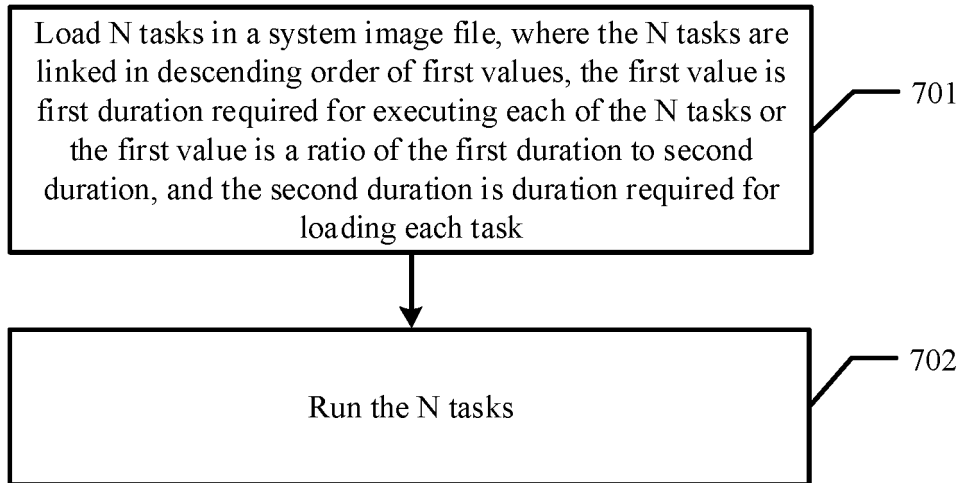 Load N tasks in a system image file, where the N tasks are
linked in descending order of first values, the first value is
first duration required for executing each of the N tasks or
the first value is a ratio of the first duration to second
duration, and the second duration is duration required for
loading each task
701
Run the N tasks
702